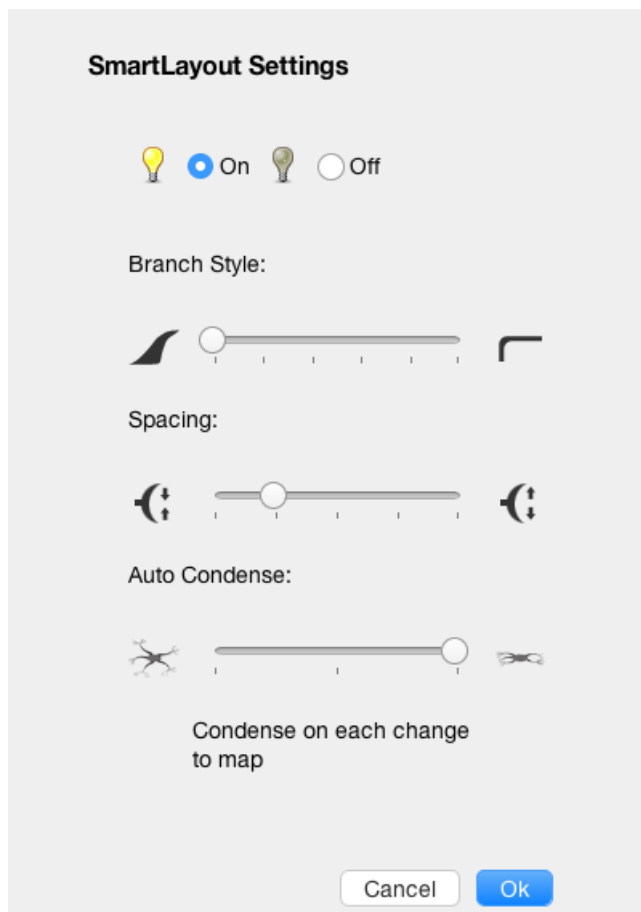 SmartLayout Settings
On Off
Branch Style:
Spacing:
Auto Condense:
Condense on each change
to map
Cancel Ok